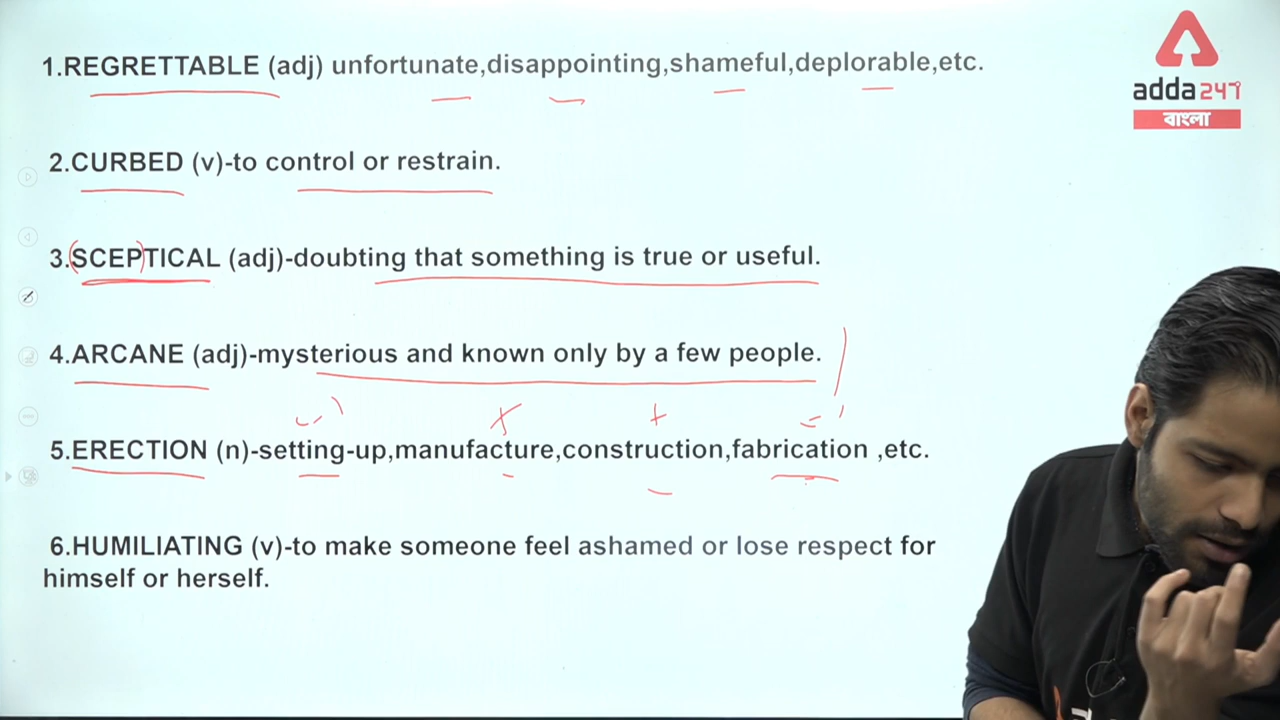 1.REGRETTABLE (adj) unfortunate,disappointing,shameful,deplorable,etc.
adda247
বাংলা
2.CURBED (v)-to control or restrain.
3.SCEPTICAL (adj)-doubting that something is true or useful.
4.ARCANE (adj)-mysterious and known only by a few people.
5.ERECTION (n)-setting-up,manufacture,construction,fabrication ,etc.
6.HUMILIATING (v)-to make someone feel ashamed or lose respect for
himself or herself.